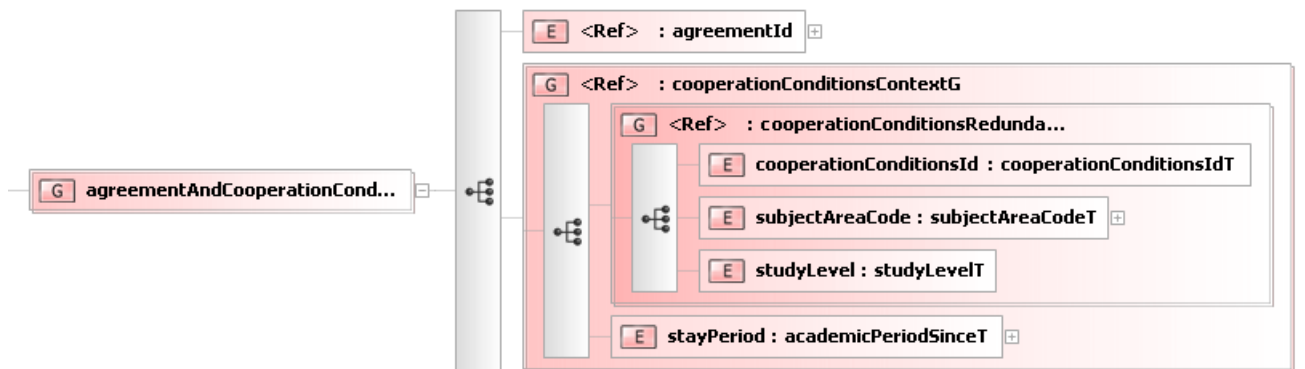 E <Ref> : agreementId
G <Ref> : cooperationConditionsContextG
G <Ref> : cooperationConditionsRedunda...
E cooperationConditionsId : cooperationConditionsIdT
G agreementAndCooperationCond...
E subjectAreaCode : subjectAreaCodeT
E studyLevel : studyLevelT
E stayPeriod : academicPeriodSinceT